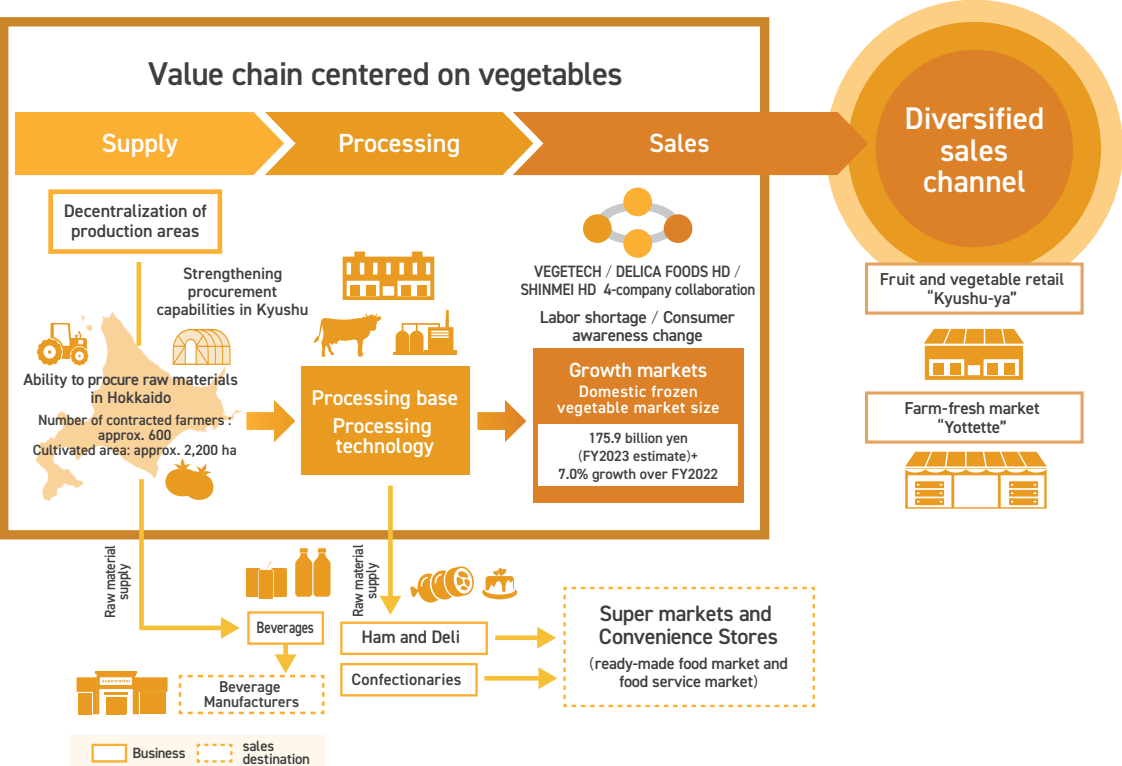 Value chain centered on vegetables
Supply
Processing
Sales
Diversified
sales
channel
Decentralization of
production areas
Strengthening
procurement
capabilities in Kyushu
Ability to procure raw materials
in Hokkaido
Number of contracted farmers :
approx. 600
Cultivated area: approx. 2,200 ha
Processing base
Processing
technology
VEGETECH / DELICA FOODS HD /
SHINMEI HD 4-company collaboration
Labor shortage / Consumer
awareness change
Growth markets
Domestic frozen
vegetable market size
175.9 billion yen
(FY2023 estimate)+
7.0% growth over FY2022
Fruit and vegetable retail
“Kyushu-ya”
Farm-fresh market
“Yottette”
Raw material
supply
Raw material
supply
Beverages
Ham and Deli
Confectionaries
Super markets and
Convenience Stores
(ready-made food market and
food service market)
supermarket
Beverage
Manufacturers
Business
sales
destination